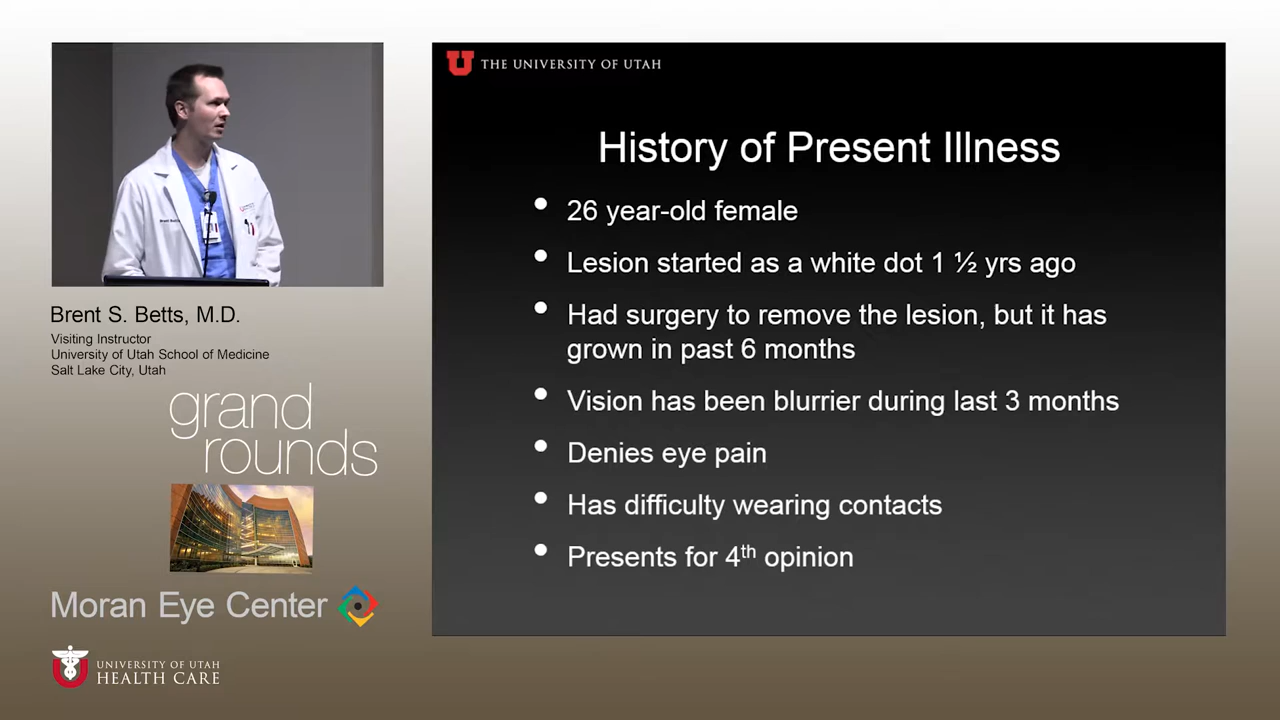 THE UNIVERSITY OF UTAH
History of Present Illness
• 26 year-old female
• Lesion started as a white dot 1 ½ yrs ago
• Had surgery to remove the lesion, but it has
grown in past 6 months
• Vision has been blurrier during last 3 months
• Denies eye pain
• Has difficulty wearing contacts
• Presents for 4th opinion
Brent S. Betts, M.D.
Visiting Instructor
University of Utah School of Medicine
Salt Lake City, Utah
grand
rounds
Moran Eye Center
UNIVERSITY OF UTAH
HEALTH CARE